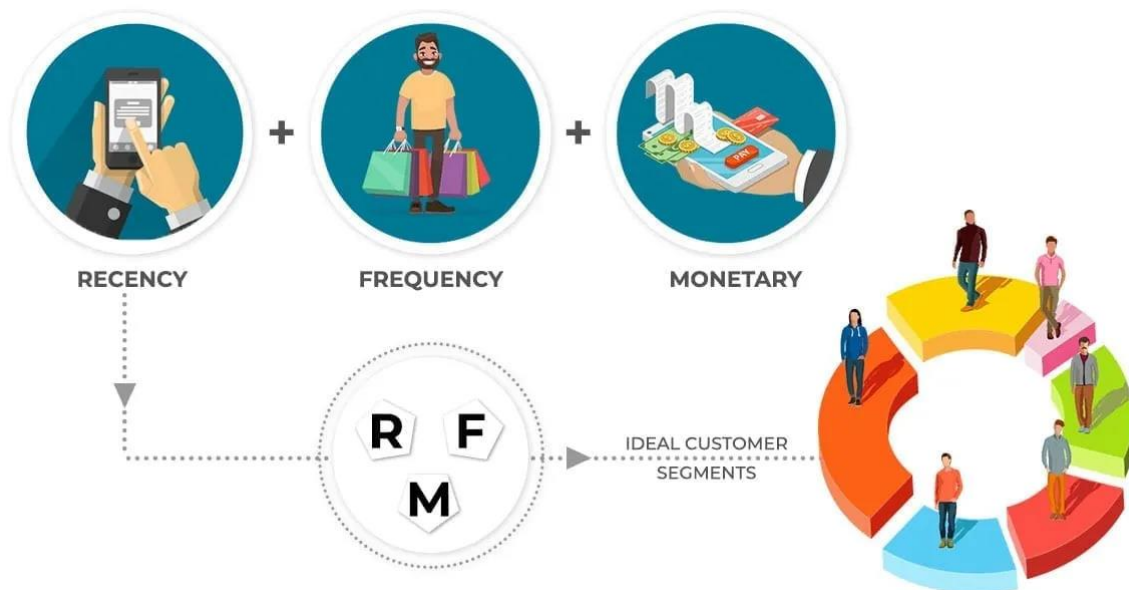 PAY
RECENCY
FREQUENCY
MONETARY
R
F
M
IDEAL CUSTOMER
SEGMENTS